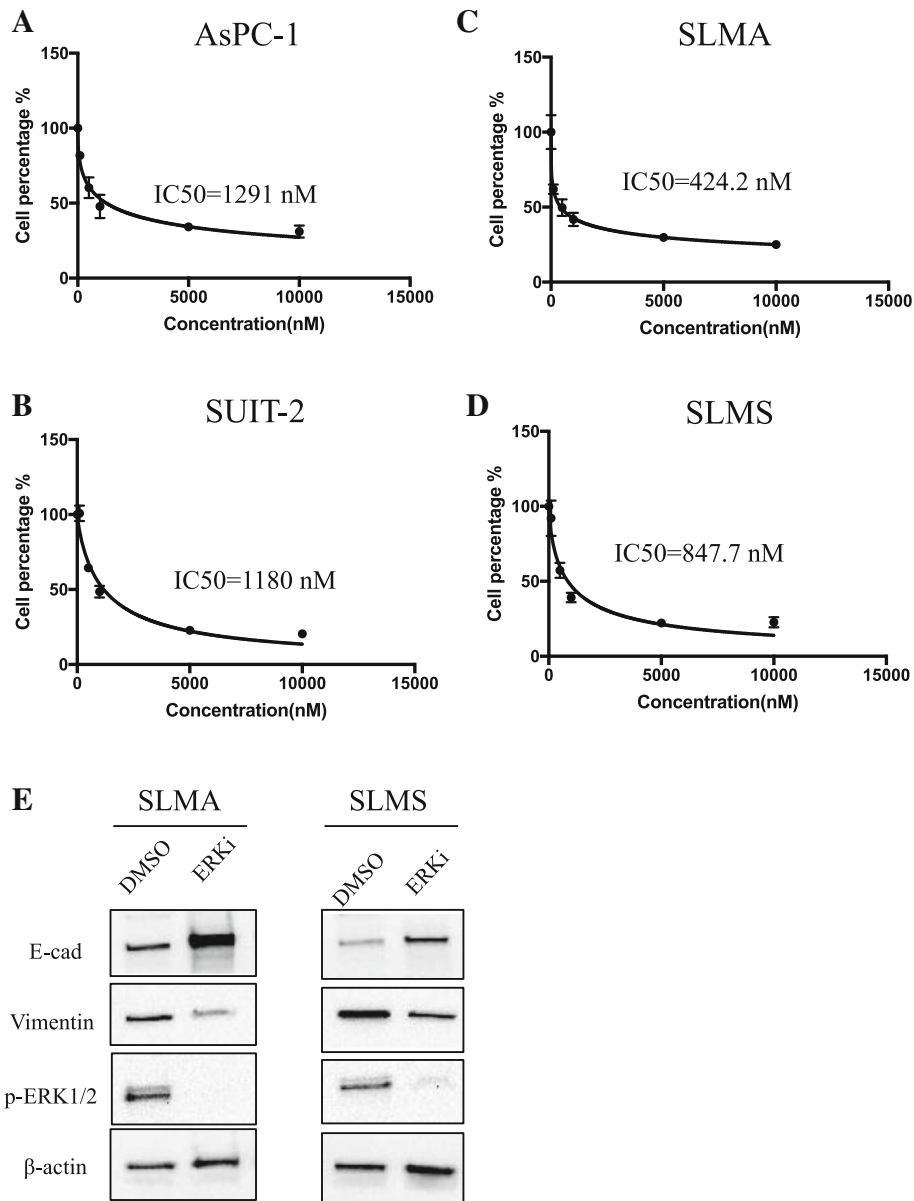 A
AsPC-1
150
100
50
0
Cell percentage %
IC50=1291 nM
0
5000
10000
15000
Concentration(nM)
C
SLMA
150
100
50
0
Cell percentage %
IC50=424.2 nM
0
5000
10000
15000
Concentration(nM)
B
SUIT-2
150
100
50
0
Cell percentage %
IC50=1180 nM
0
5000
10000
15000
Concentration(nM)
D
SLMS
150
100
50
0
Cell percentage %
IC50=847.7 nM
0
5000
10000
15000
Concentration(nM)
E
SLMA
SLMS
DMSO
ERKi
DMSO
ERKi
E-cad
Vimentin
p-ERK1/2
β-actin